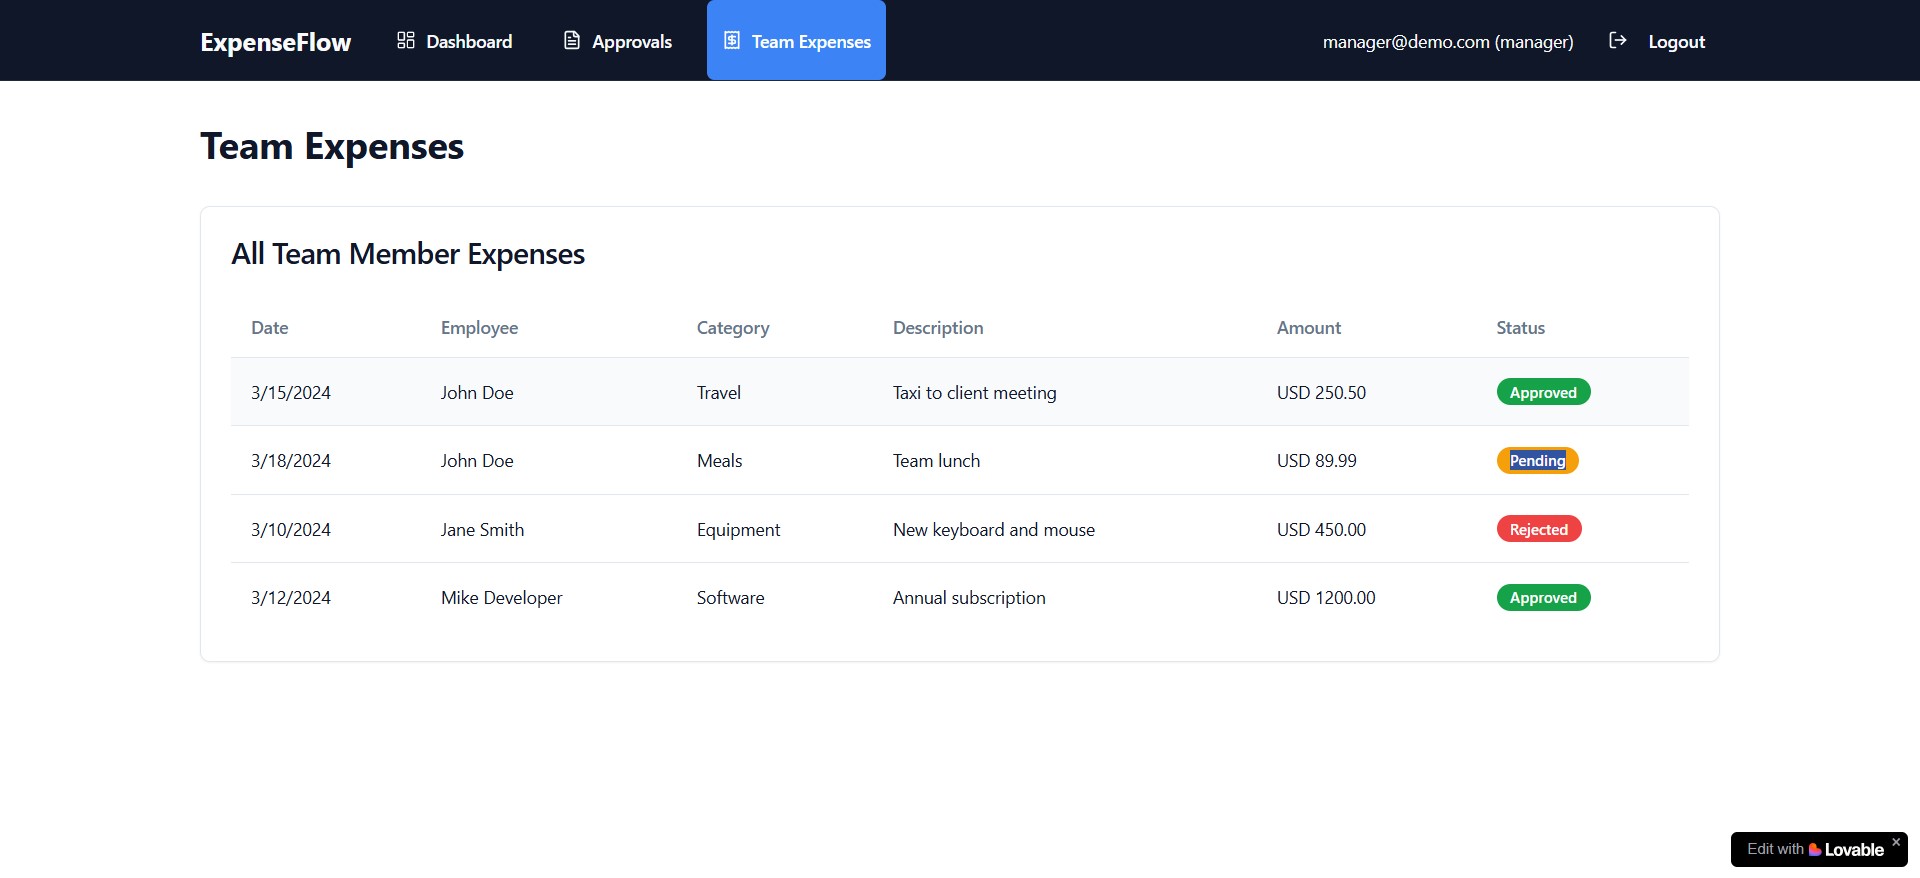 ExpenseFlow Dashboard Approvals Team Expenses manager@demo.com (manager) Logout
Team Expenses
All Team Member Expenses
Date Employee Category Description Amount Status
3/15/2024 John Doe Travel Taxi to client meeting USD 250.50 Approved
3/18/2024 John Doe Meals Team lunch USD 89.99 Pending
3/10/2024 Jane Smith Equipment New keyboard and mouse USD 450.00 Rejected
3/12/2024 Mike Developer Software Annual subscription USD 1200.00 Approved
Edit with Lovable ×